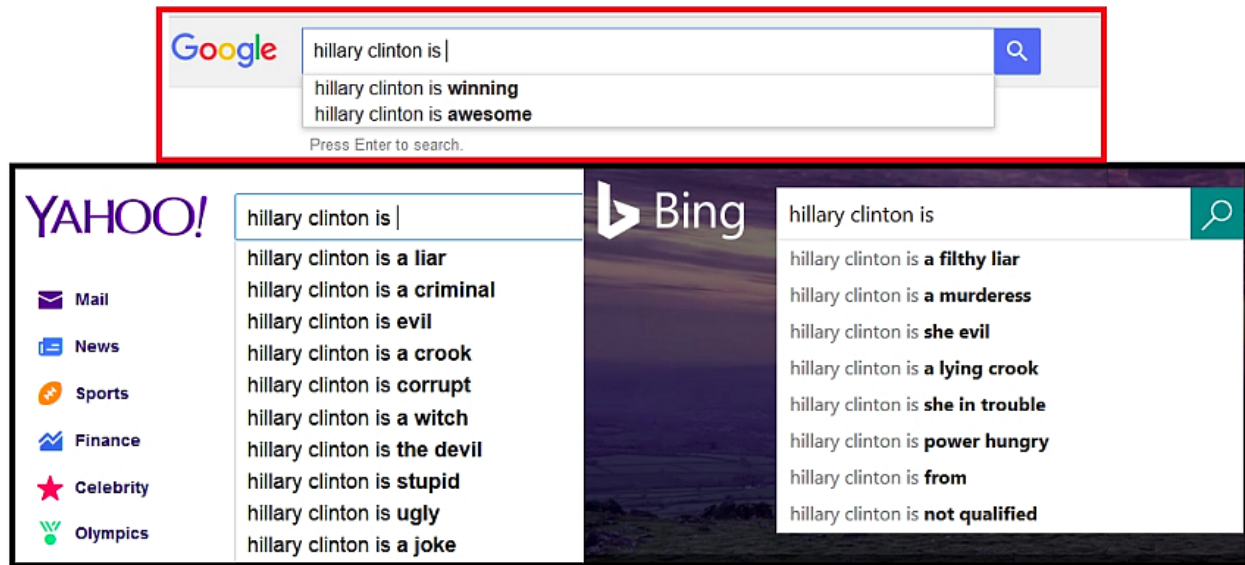 Google
hillary clinton is
hillary clinton is winning
hillary clinton is awesome
Press Enter to search.
YAHOO!
hillary clinton is
hillary clinton is a liar
hillary clinton is a criminal
hillary clinton is evil
hillary clinton is a crook
hillary clinton is corrupt
hillary clinton is a witch
hillary clinton is the devil
hillary clinton is stupid
hillary clinton is ugly
hillary clinton is a joke
Mail
News
Sports
Finance
Celebrity
Olympics
Bing
hillary clinton is
hillary clinton is a filthy liar
hillary clinton is a murderess
hillary clinton is she evil
hillary clinton is a lying crook
hillary clinton is she in trouble
hillary clinton is power hungry
hillary clinton is from
hillary clinton is not qualified